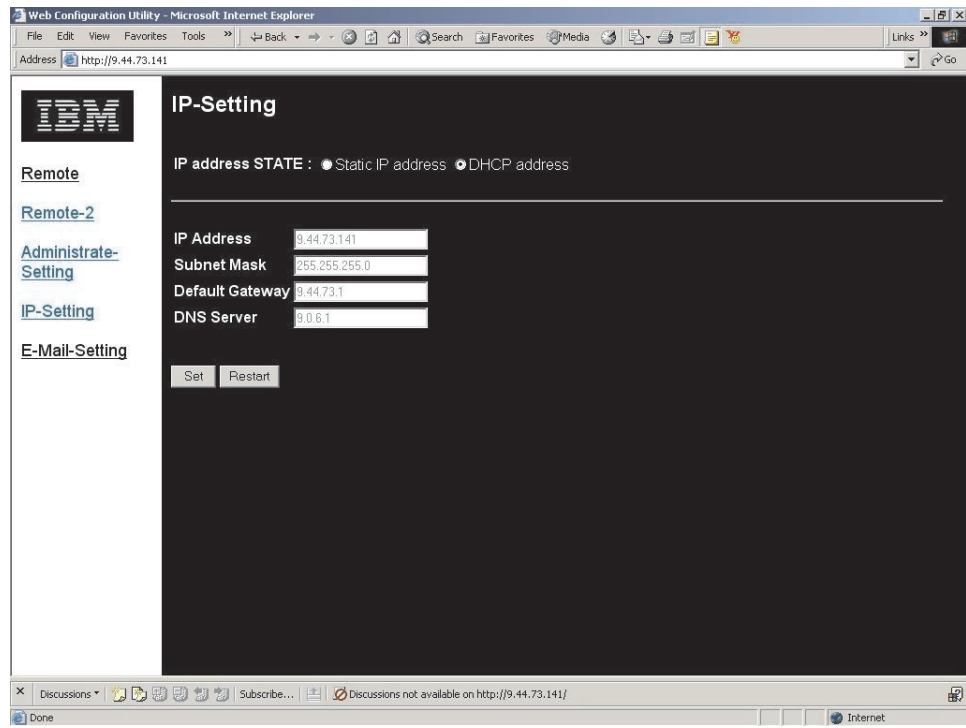 Web Configuration Utility - Microsoft Internet Explorer
File Edit View Favorites Tools » Back Search Favorites Media Links »
Address http://9.44.73.141 Go
IBM
Remote
Remote-2
Administrate-
Setting
IP-Setting
E-Mail-Setting
IP-Setting
IP address STATE : Static IP address DHCP address
IP Address 9.44.73.141
Subnet Mask 255.255.255.0
Default Gateway 9.44.73.1
DNS Server 9.0.6.1
Set Restart
Discussions Subscribe... Discussions not available on http://9.44.73.141/
Done Internet